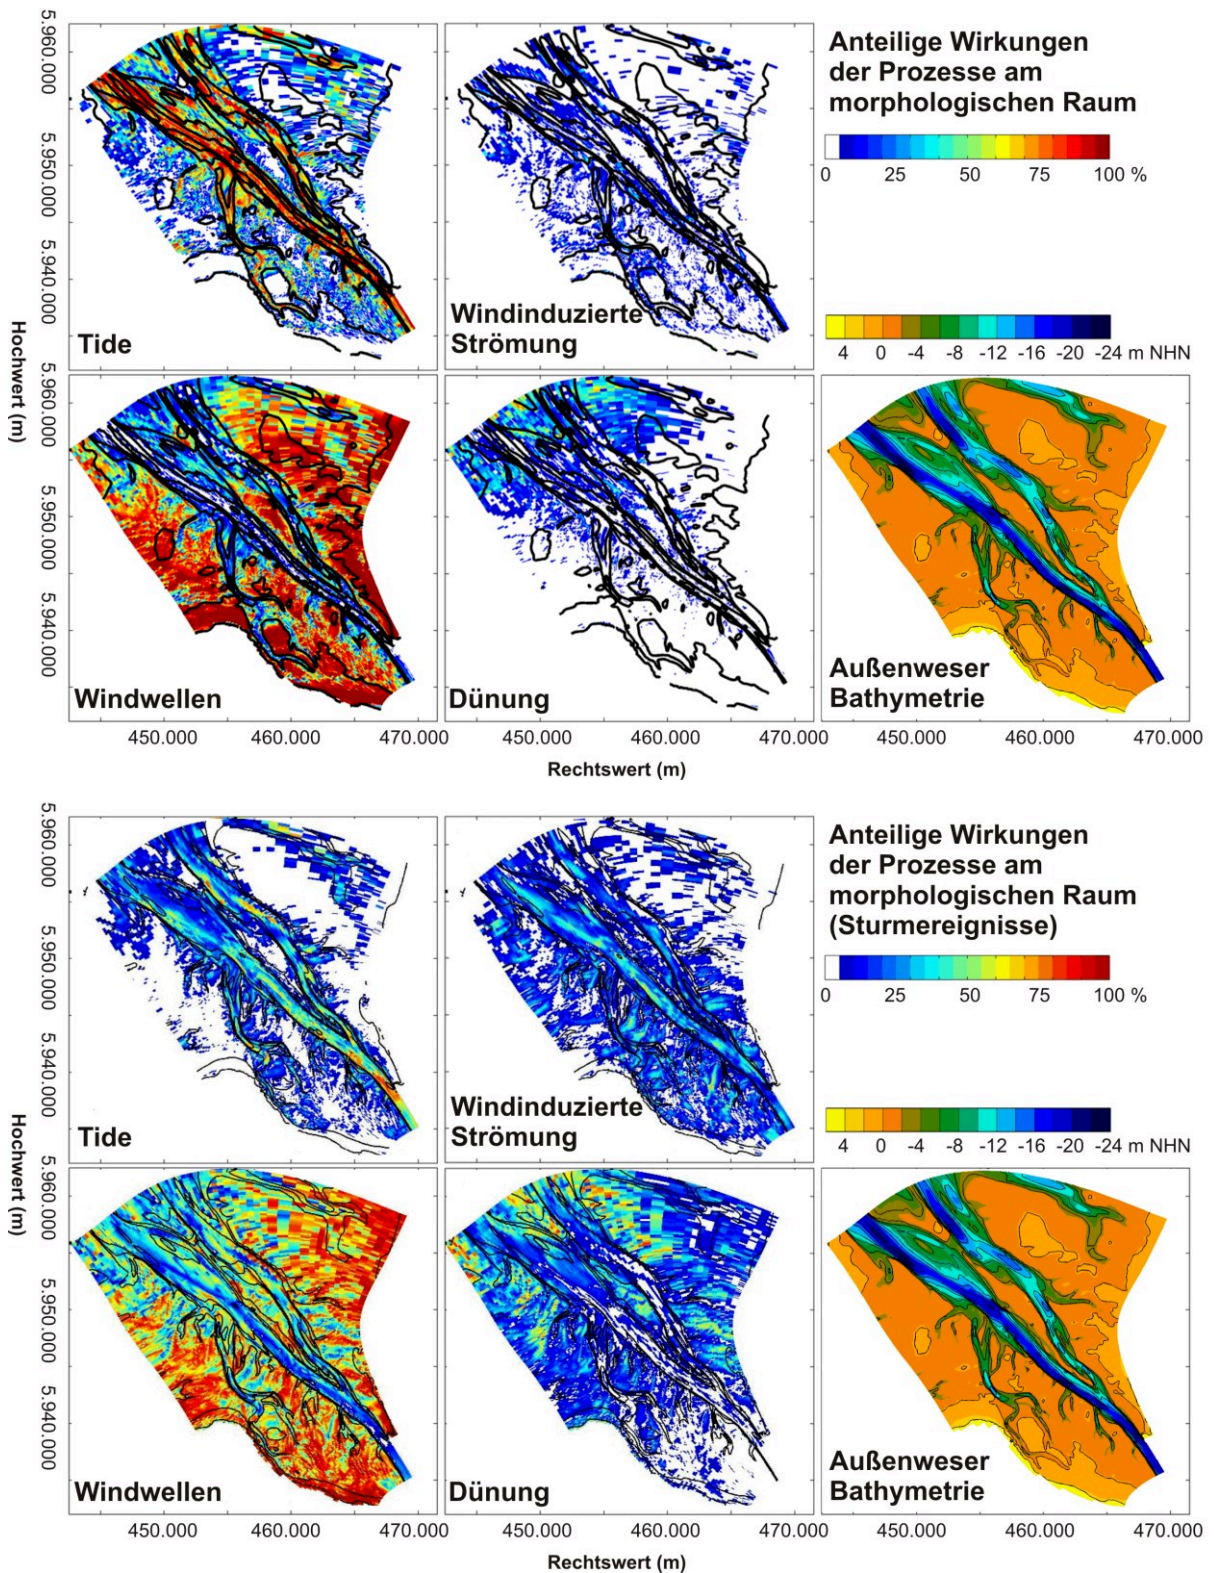 Anteilige Wirkungen
der Prozesse am
morphologischen Raum
0 25 50 75 100 %
4 0 -4 -8 -12 -16 -20 -24 m NHN
5.960.000
5.950.000
5.940.000
Tide
Windinduzierte
Strömung
Hochwert (m)
5.960.000
5.950.000
5.940.000
Windwellen
Dünung
Außenweser
Bathymetrie
450.000 460.000 470.000
450.000 460.000 470.000
450.000 460.000 470.000
Rechtswert (m)
Anteilige Wirkungen
der Prozesse am
morphologischen Raum
(Sturmereignisse)
0 25 50 75 100 %
4 0 -4 -8 -12 -16 -20 -24 m NHN
5.960.000
5.950.000
5.940.000
Tide
Windinduzierte
Strömung
Hochwert (m)
5.960.000
5.950.000
5.940.000
Windwellen
Dünung
Außenweser
Bathymetrie
450.000 460.000 470.000
450.000 460.000 470.000
450.000 460.000 470.000
Rechtswert (m)